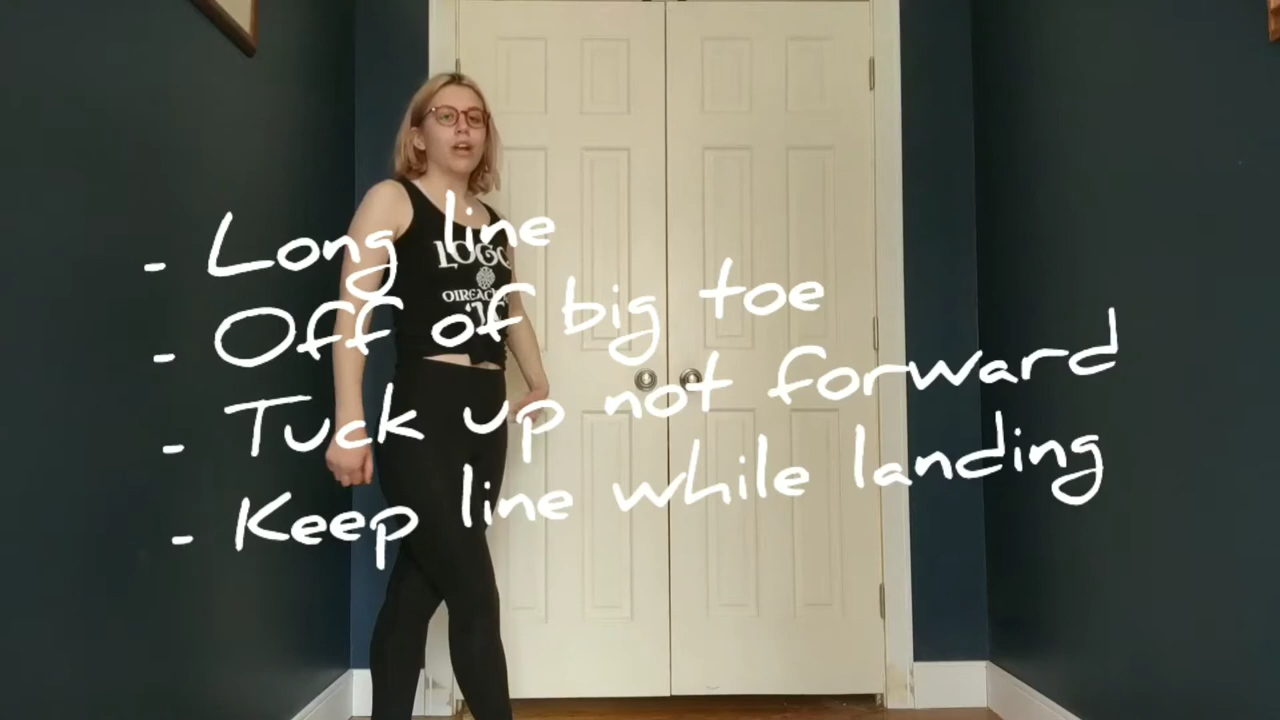 - Long line
- Off of big toe
- Tuck up not forward
- Keep line while landing